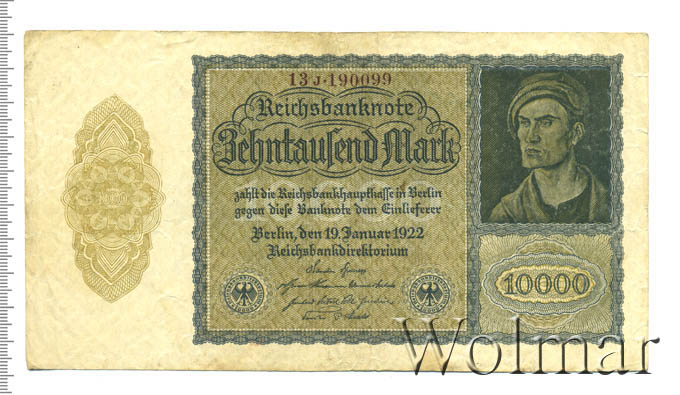 13J·190099
Reichsbanknote
Zehntausend Mark
zahlt die Reichsbankhauptkasse in Berlin
gegen diese Banknote dem Einlieferer
Berlin, den 19. Januar 1922
Reichsbankdirektorium
10000
Wolmar